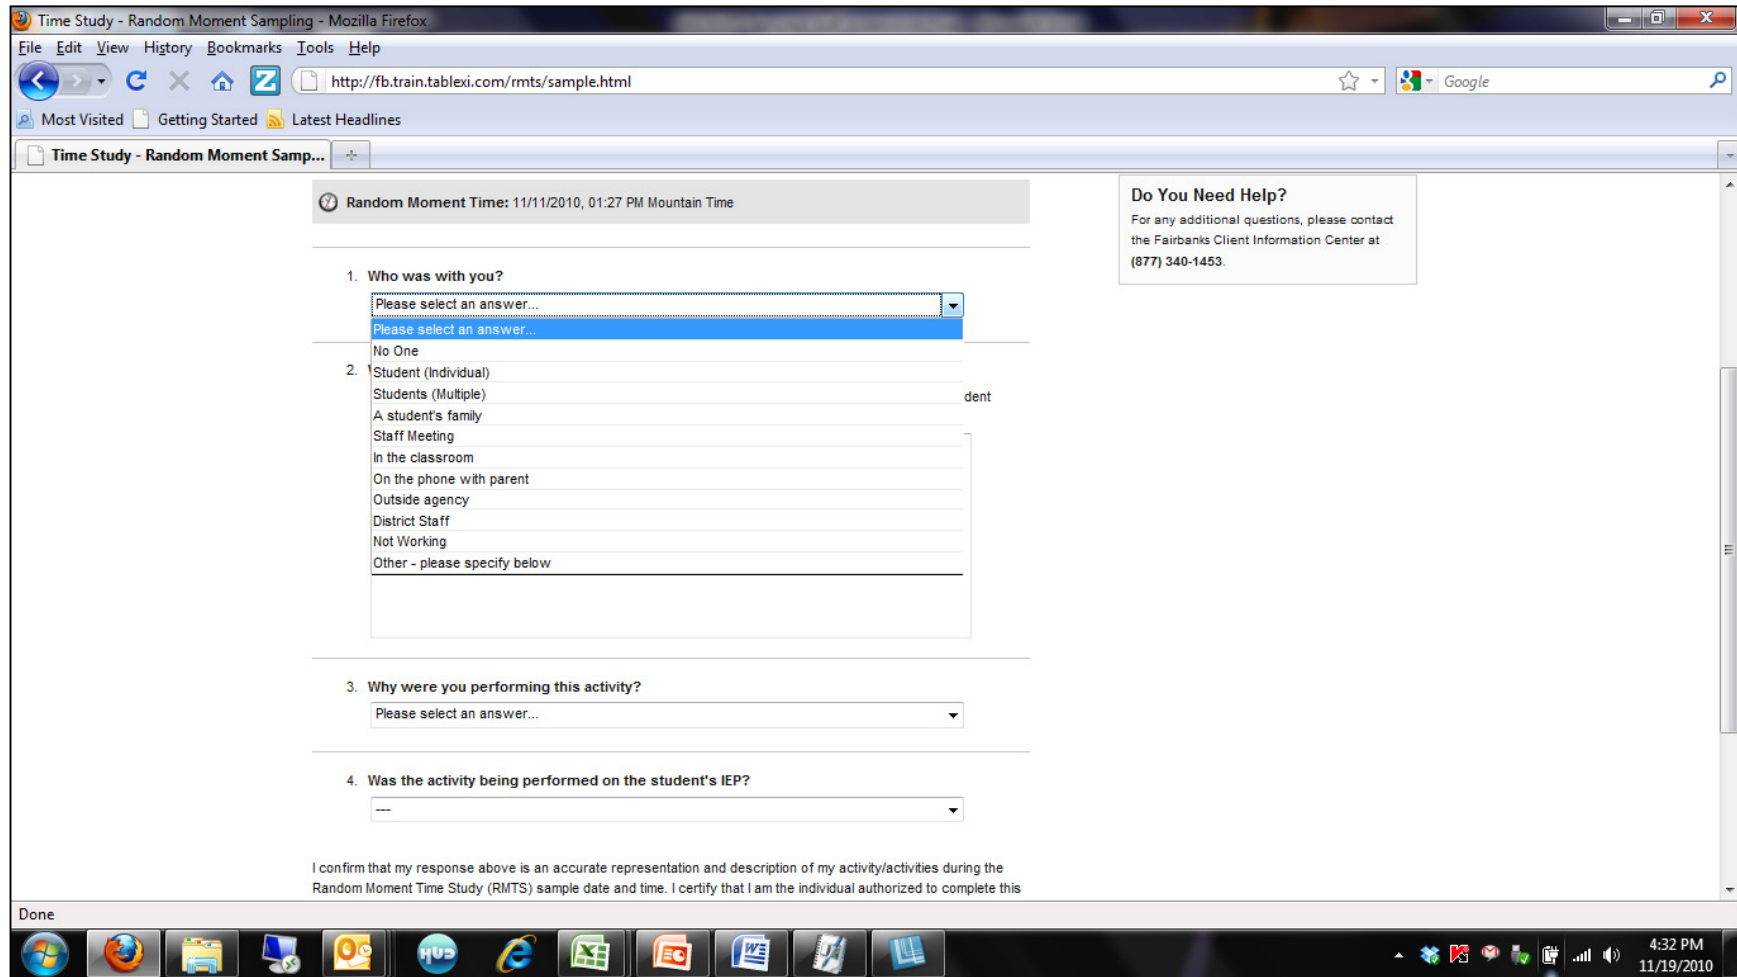 Time Study - Random Moment Sampling - Mozilla Firefox
File Edit View History Bookmarks Tools Help
http://fb.train.tablexi.com/rmts/sample.html
Google
Most Visited Getting Started Latest Headlines
Time Study - Random Moment Samp...
Random Moment Time: 11/11/2010, 01:27 PM Mountain Time
Do You Need Help?
For any additional questions, please contact
the Fairbanks Client Information Center at
(877) 340-1453.
1. Who was with you?
Please select an answer...
Please select an answer...
No One
2.
Student (Individual)
Students (Multiple)
dent
A student's family
Staff Meeting
In the classroom
On the phone with parent
Outside agency
District Staff
Not Working
Other - please specify below
3. Why were you performing this activity?
Please select an answer...
4. Was the activity being performed on the student's IEP?
---
I confirm that my response above is an accurate representation and description of my activity/activities during the
Random Moment Time Study (RMTS) sample date and time. I certify that I am the individual authorized to complete this
Done
HUD
4:32 PM
11/19/2010